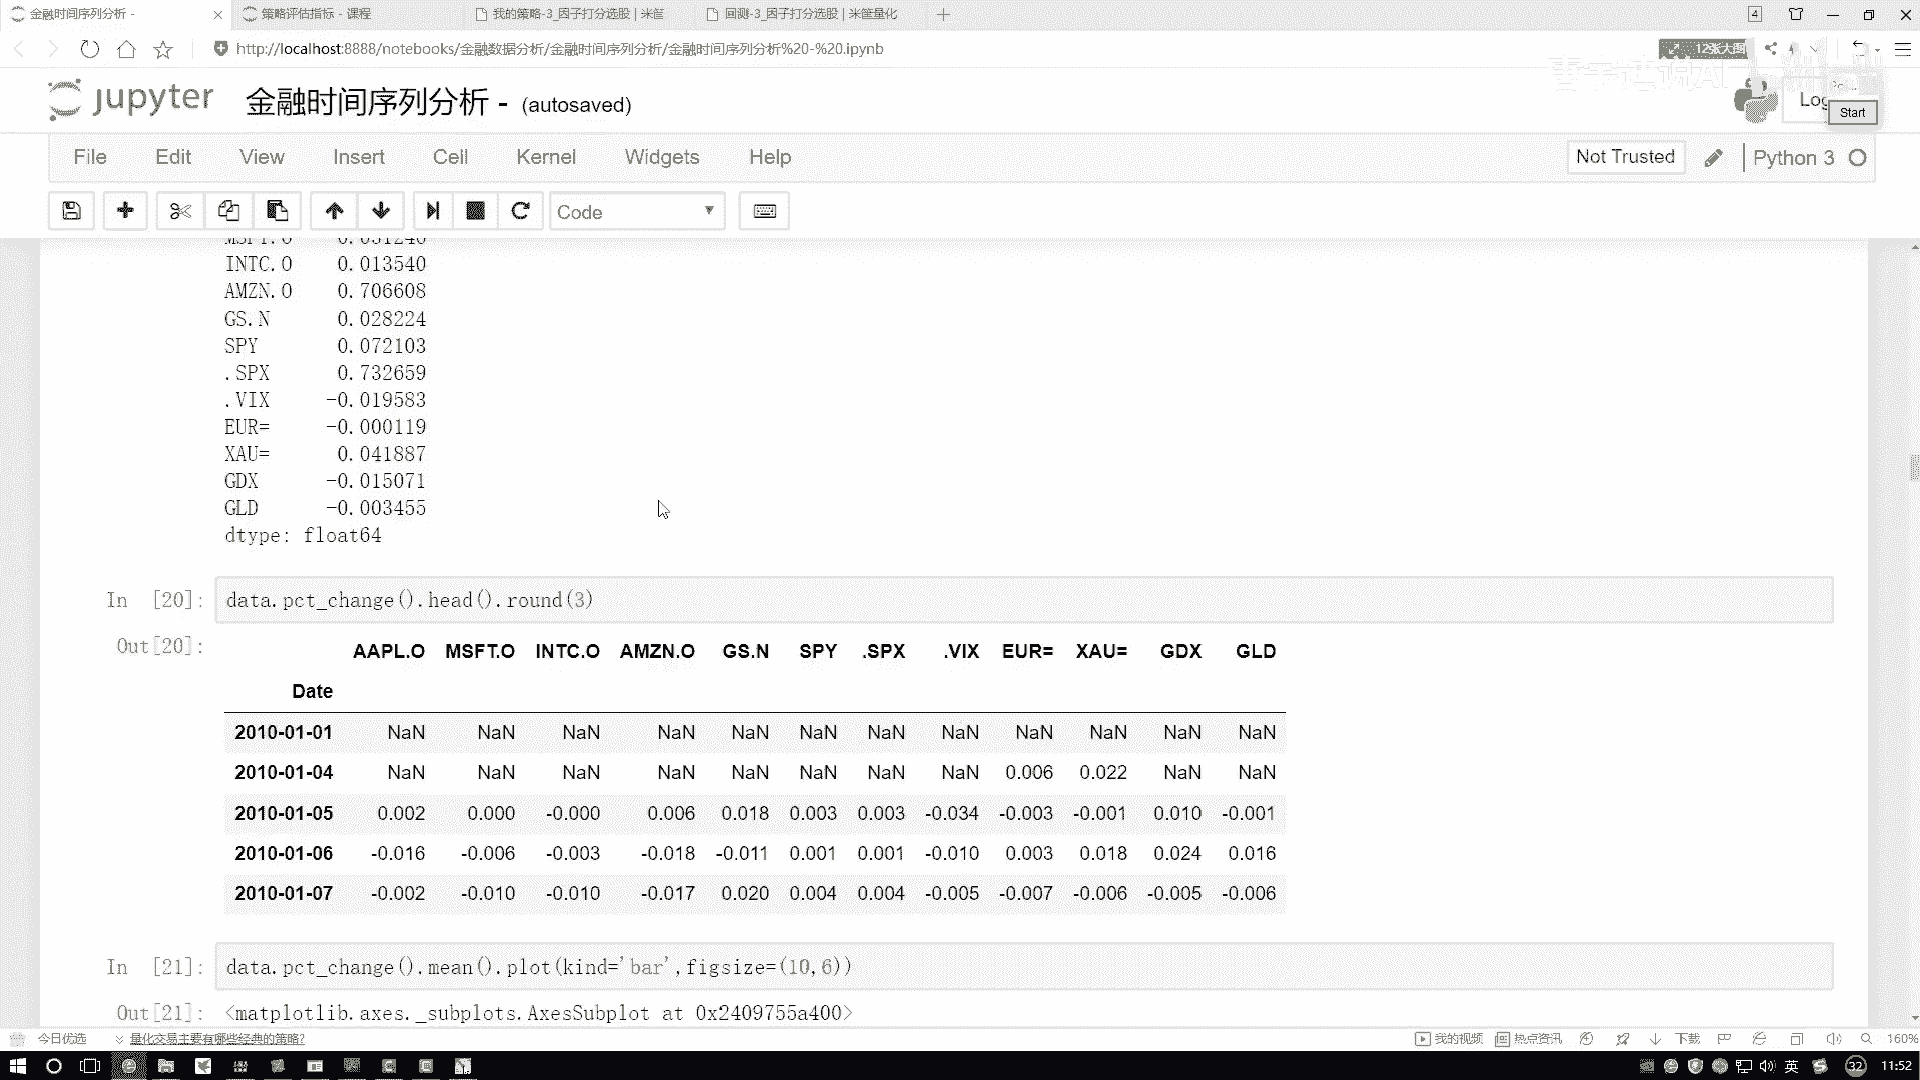 金融时间序列分析 -
策略评估指标 - 课程
我的策略-3_因子打分选股 | 米筐
回测-3_因子打分选股 | 米筐量化
4
http://localhost:8888/notebooks/金融数据分析/金融时间序列分析/金融时间序列分析%20-%20.ipynb
12张大图
jupyter 金融时间序列分析 - (autosaved)
Start
File Edit View Insert Cell Kernel Widgets Help
Not Trusted
Python 3
Code
INTC.O 0.013540
AMZN.O 0.706608
GS.N 0.028224
SPY 0.072103
.SPX 0.732659
.VIX -0.019583
EUR= -0.000119
XAU= 0.041887
GDX -0.015071
GLD -0.003455
dtype: float64
In [20]: data.pct_change().head().round(3)
Out[20]:
AAPL.O MSFT.O INTC.O AMZN.O GS.N SPY .SPX .VIX EUR= XAU= GDX GLD
Date
2010-01-01 NaN NaN NaN NaN NaN NaN NaN NaN NaN NaN NaN NaN
2010-01-04 NaN NaN NaN NaN NaN NaN NaN NaN 0.006 0.022 NaN NaN
2010-01-05 0.002 0.000 -0.000 0.006 0.018 0.003 0.003 -0.034 -0.003 -0.001 0.010 -0.001
2010-01-06 -0.016 -0.006 -0.003 -0.018 -0.011 0.001 0.001 -0.010 0.003 0.018 0.024 0.016
2010-01-07 -0.002 -0.010 -0.010 -0.017 0.020 0.004 0.004 -0.005 -0.007 -0.006 -0.005 -0.006
In [21]: data.pct_change().mean().plot(kind='bar',figsize=(10,6))
Out[21]: <matplotlib.axes._subplots.AxesSubplot at 0x2409755a400>
今日优选
量化交易主要有哪些经典的策略?
我的视频
热点资讯
下载
160%
英
32
11:52